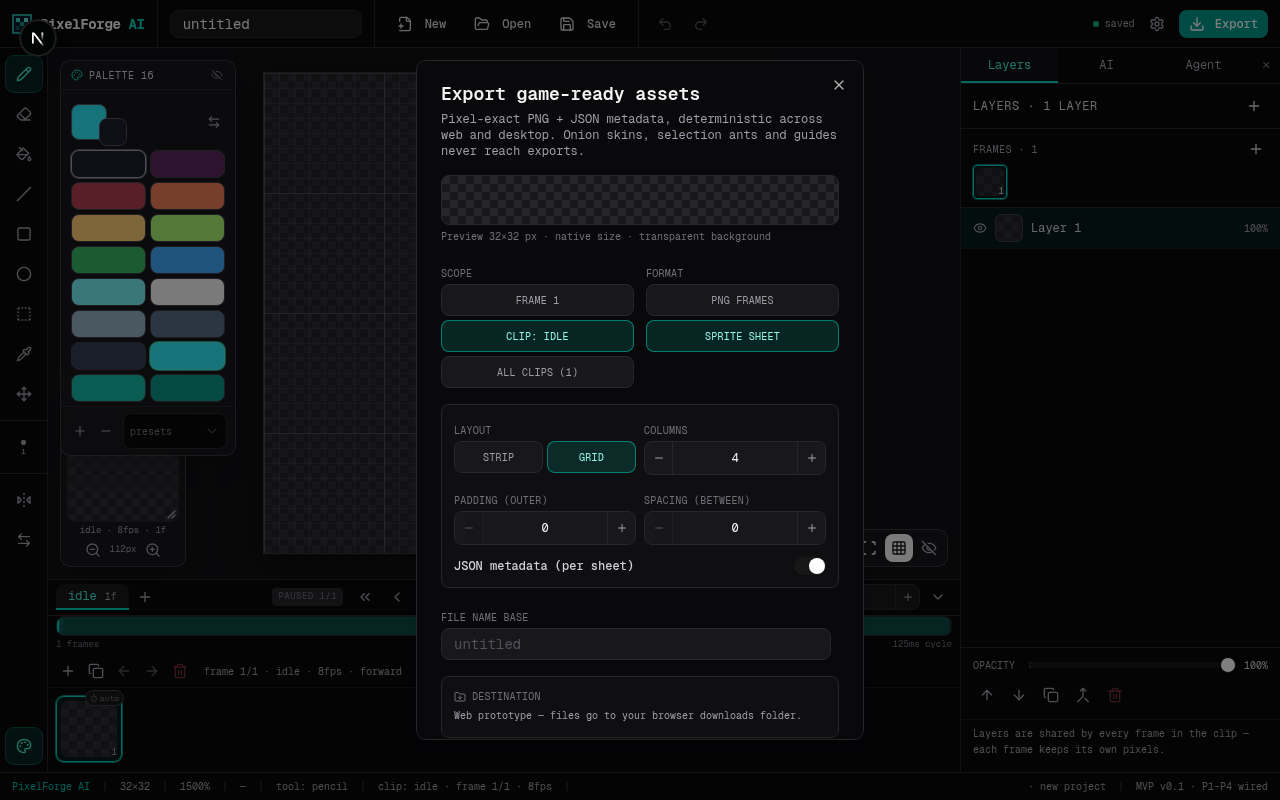 PixelForge AI
untitled
New
Open
Save
saved
Export
N
PALETTE 16
presets
idle · 8fps · 1f
112px
1
Export game-ready assets
Pixel-exact PNG + JSON metadata, deterministic across
web and desktop. Onion skins, selection ants and guides
never reach exports.
Preview 32×32 px · native size · transparent background
SCOPE
FORMAT
FRAME 1
PNG FRAMES
CLIP: IDLE
SPRITE SHEET
ALL CLIPS (1)
LAYOUT
COLUMNS
STRIP
GRID
4
PADDING (OUTER)
SPACING (BETWEEN)
0
0
JSON metadata (per sheet)
FILE NAME BASE
untitled
DESTINATION
Web prototype — files go to your browser downloads folder.
Layers
AI
Agent
LAYERS · 1 LAYER
FRAMES · 1
1
Layer 1
100%
OPACITY
100%
Layers are shared by every frame in the clip —
each frame keeps its own pixels.
idle 1f
PAUSED 1/1
1 frames
125ms cycle
frame 1/1 · idle · 8fps · forward
auto
1
PixelForge AI
32×32
1500%
—
tool: pencil
clip: idle · frame 1/1 · 8fps
· new project
MVP v0.1 · P1-P4 wired